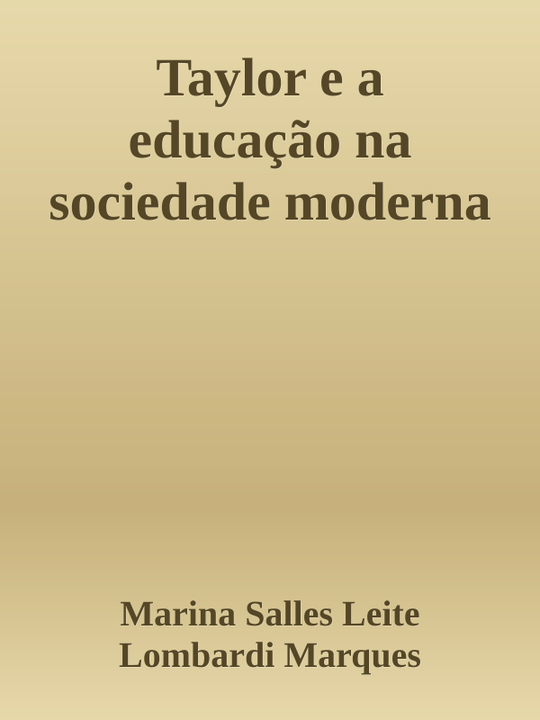 Taylor e a
educação na
sociedade moderna
Marina Salles Leite
Lombardi Marques